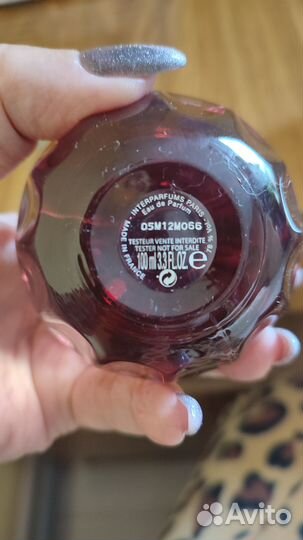 MADE IN FRANCE - INTERPARFUMS PARIS
Eau de Parfum
05M12M066
TESTEUR VENTE INTERDITE
TESTER NOT FOR SALE
100 ml 3.3 FL.OZ e
Avito